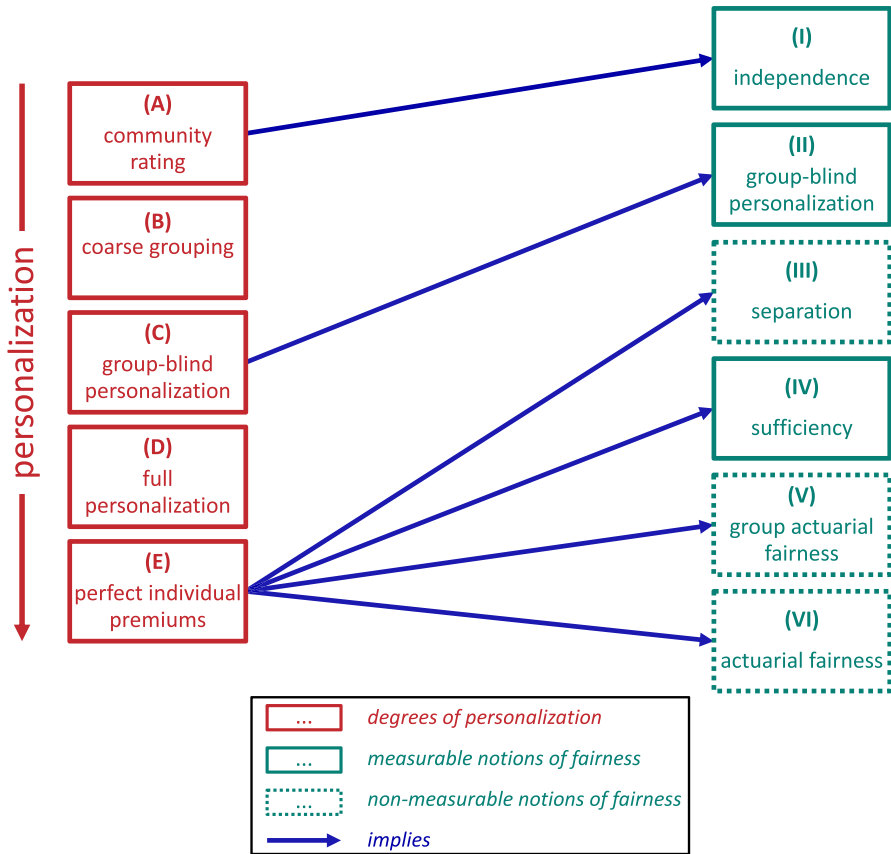 personalization
(A)
community
rating
(B)
coarse grouping
(C)
group-blind
personalization
(D)
full
personalization
(E)
perfect individual
premiums
(I)
independence
(II)
group-blind
personalization
(III)
separation
(IV)
sufficiency
(V)
group actuarial
fairness
(VI)
actuarial fairness
... degrees of personalization
... measurable notions of fairness
... non-measurable notions of fairness
implies